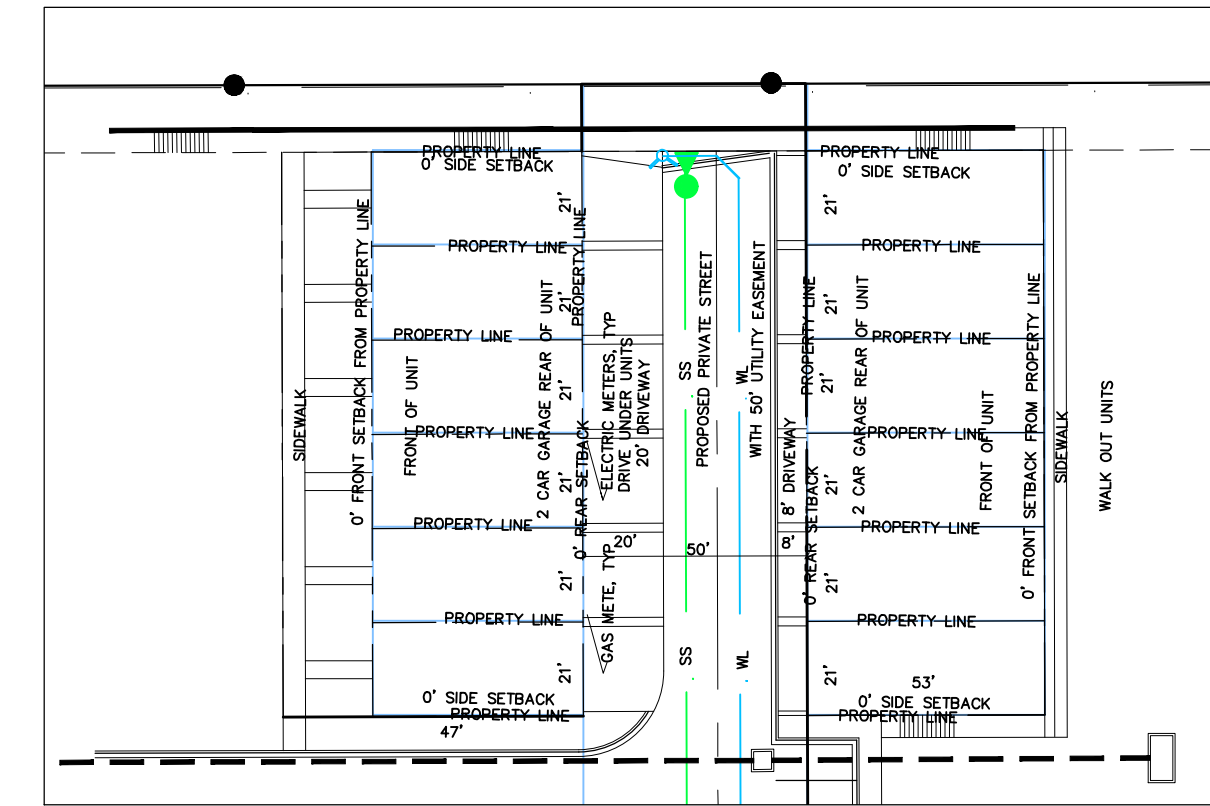 PROPERTY LINE
0' SIDE SETBACK
21'
PROPERTY LINE
21'
PROPERTY LINE
21'
PROPERTY LINE
21'
PROPERTY LINE
21'
PROPERTY LINE
21'
0' SIDE SETBACK
PROPERTY LINE
47'
SIDEWALK
0' FRONT SETBACK FROM PROPERTY LINE
FRONT OF UNIT
2 CAR GARAGE REAR OF UNIT
PROPERTY LINE
0' REAR SETBACK
ELECTRIC METERS, TYP
DRIVE UNDER UNITS
20' DRIVEWAY
GAS METE, TYP
20'
50'
8'
SS
SS
PROPOSED PRIVATE STREET
WL
WL
WITH 50' UTILITY EASEMENT
8' DRIVEWAY
PROPERTY LINE
0' REAR SETBACK
PROPERTY LINE
0' SIDE SETBACK
21'
PROPERTY LINE
21'
PROPERTY LINE
21'
PROPERTY LINE
21'
PROPERTY LINE
21'
PROPERTY LINE
21'
53'
0' SIDE SETBACK
PROPERTY LINE
2 CAR GARAGE REAR OF UNIT
FRONT OF UNIT
0' FRONT SETBACK FROM PROPERTY LINE
SIDEWALK
WALK OUT UNITS